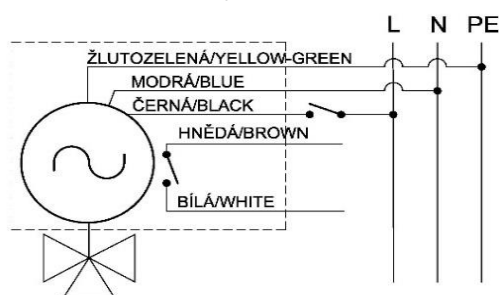 L N PE
ŽLUTOZELENÁ/YELLOW-GREEN
MODRÁ/BLUE
ČERNÁ/BLACK
HNĚDÁ/BROWN
BÍLÁ/WHITE